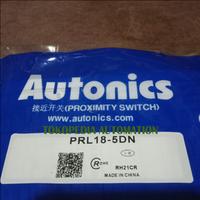 Autonics
接近开关(PROXIMITY SWITCH)
www.autonics.com
TOKOPEDIA AUTOMATION
PRL18-5DN
RH21CR
MADE IN CHINA